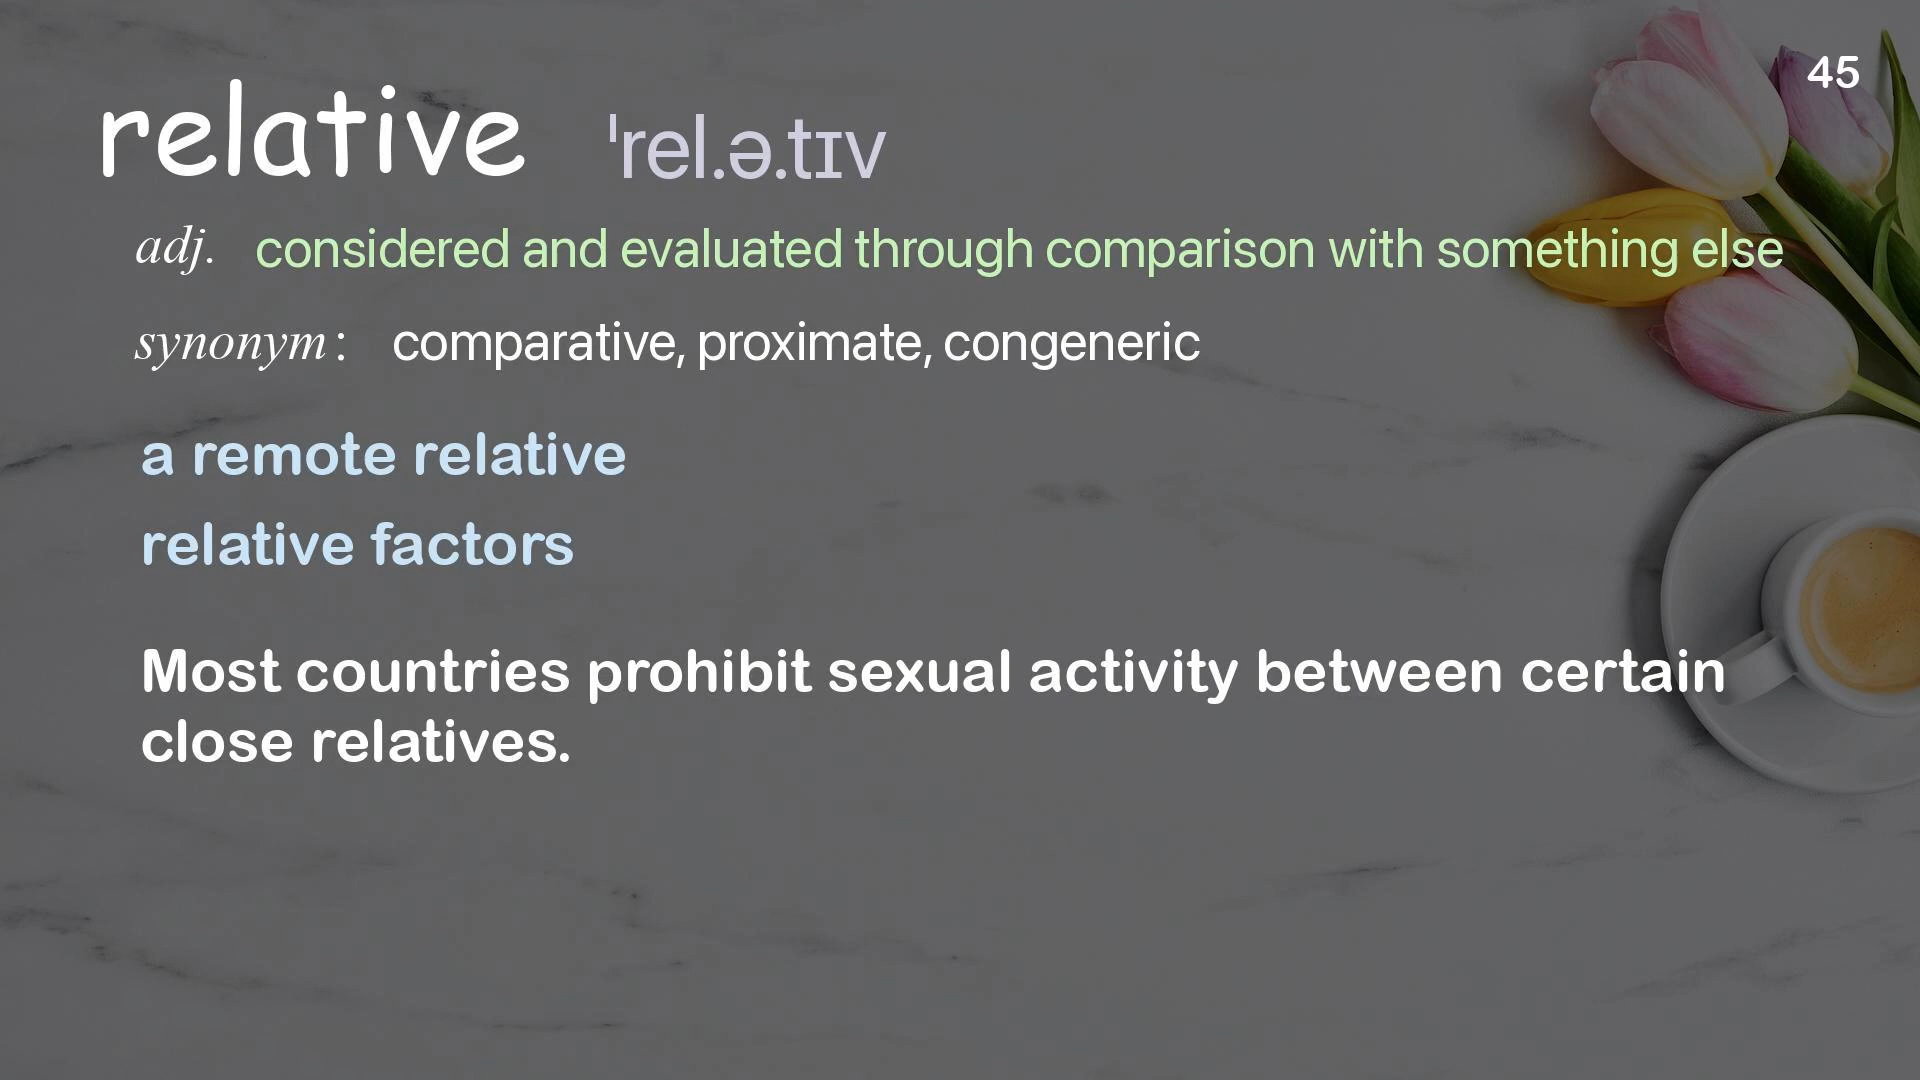 45
relative ˈrel.ə.tɪv
adj. considered and evaluated through comparison with something else
synonym: comparative, proximate, congeneric
a remote relative
relative factors
Most countries prohibit sexual activity between certain
close relatives.